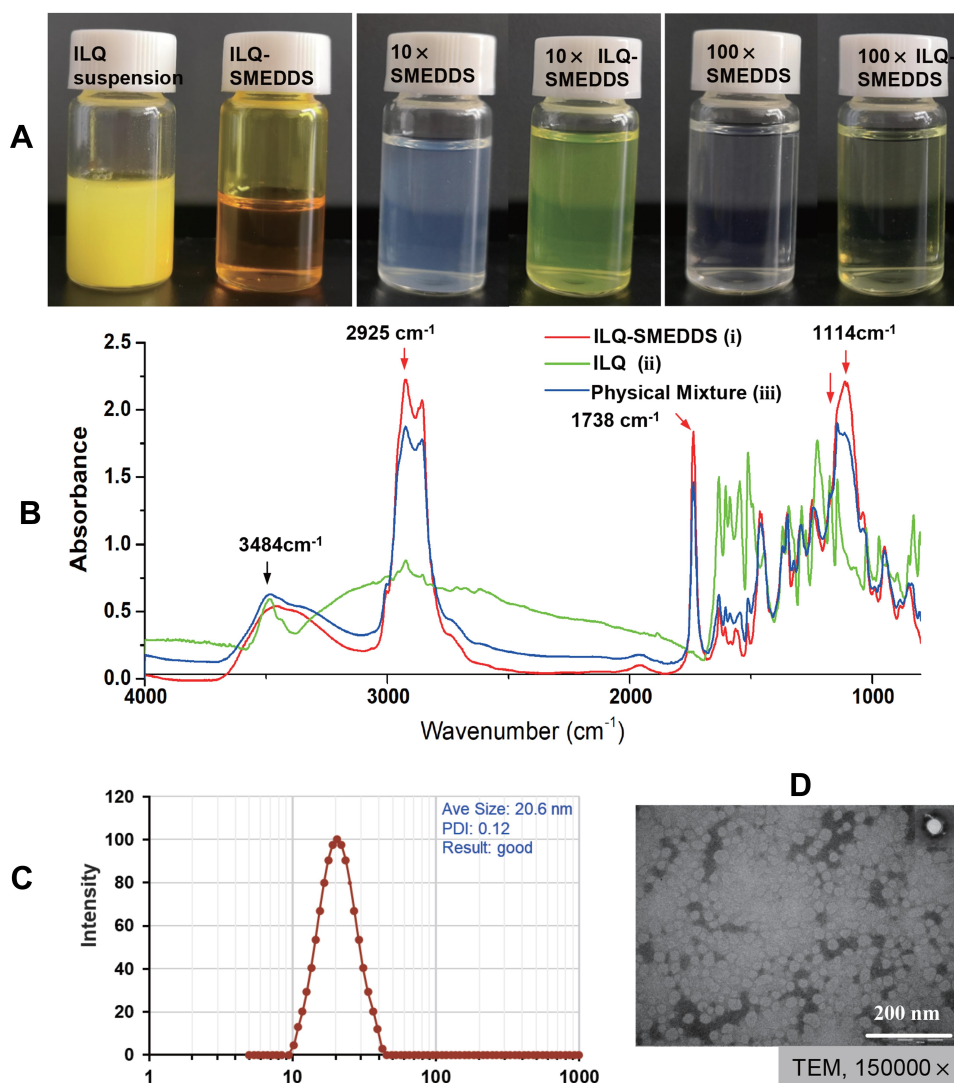 ILQ
suspension
ILQ-
SMEDDS
10×
SMEDDS
10× ILQ-
SMEDDS
100×
SMEDDS
100× ILQ-
SMEDDS
A
B
2925 cm-1
ILQ-SMEDDS (i)
ILQ (ii)
Physical Mixture (iii)
1114cm-1
1738 cm-1
3484cm-1
Absorbance
2.5
2.0
1.5
1.0
0.5
0.0
4000
3000
2000
1000
Wavenumber (cm-1)
C
Ave Size: 20.6 nm
PDI: 0.12
Result: good
Intensity
120
100
80
60
40
20
0
1
10
100
1000
D
200 nm
TEM, 150000 ×